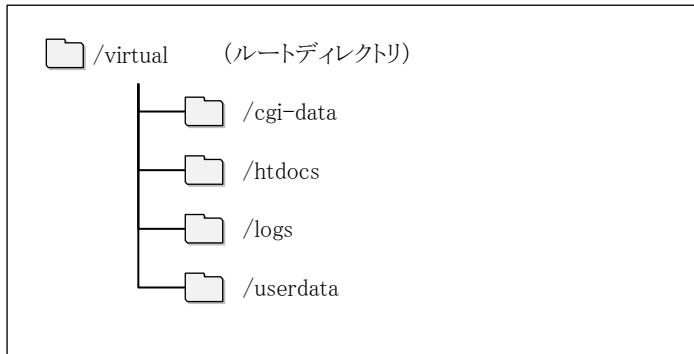 /virtual (ルートディレクトリ)
/cgi-data
/htdocs
/logs
/userdata